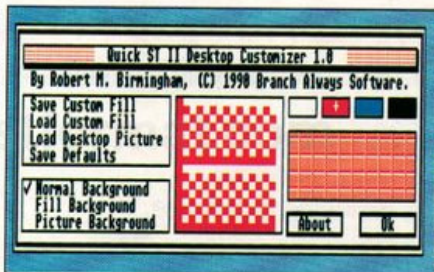 Quick ST II Desktop Customizer 1.0
By Robert M. Birmingham, (C) 1990 Branch Always Software.
Save Custom Fill
Load Custom Fill
Load Desktop Picture
Save Defaults
√ Normal Background
Fill Background
Picture Background
About
Ok